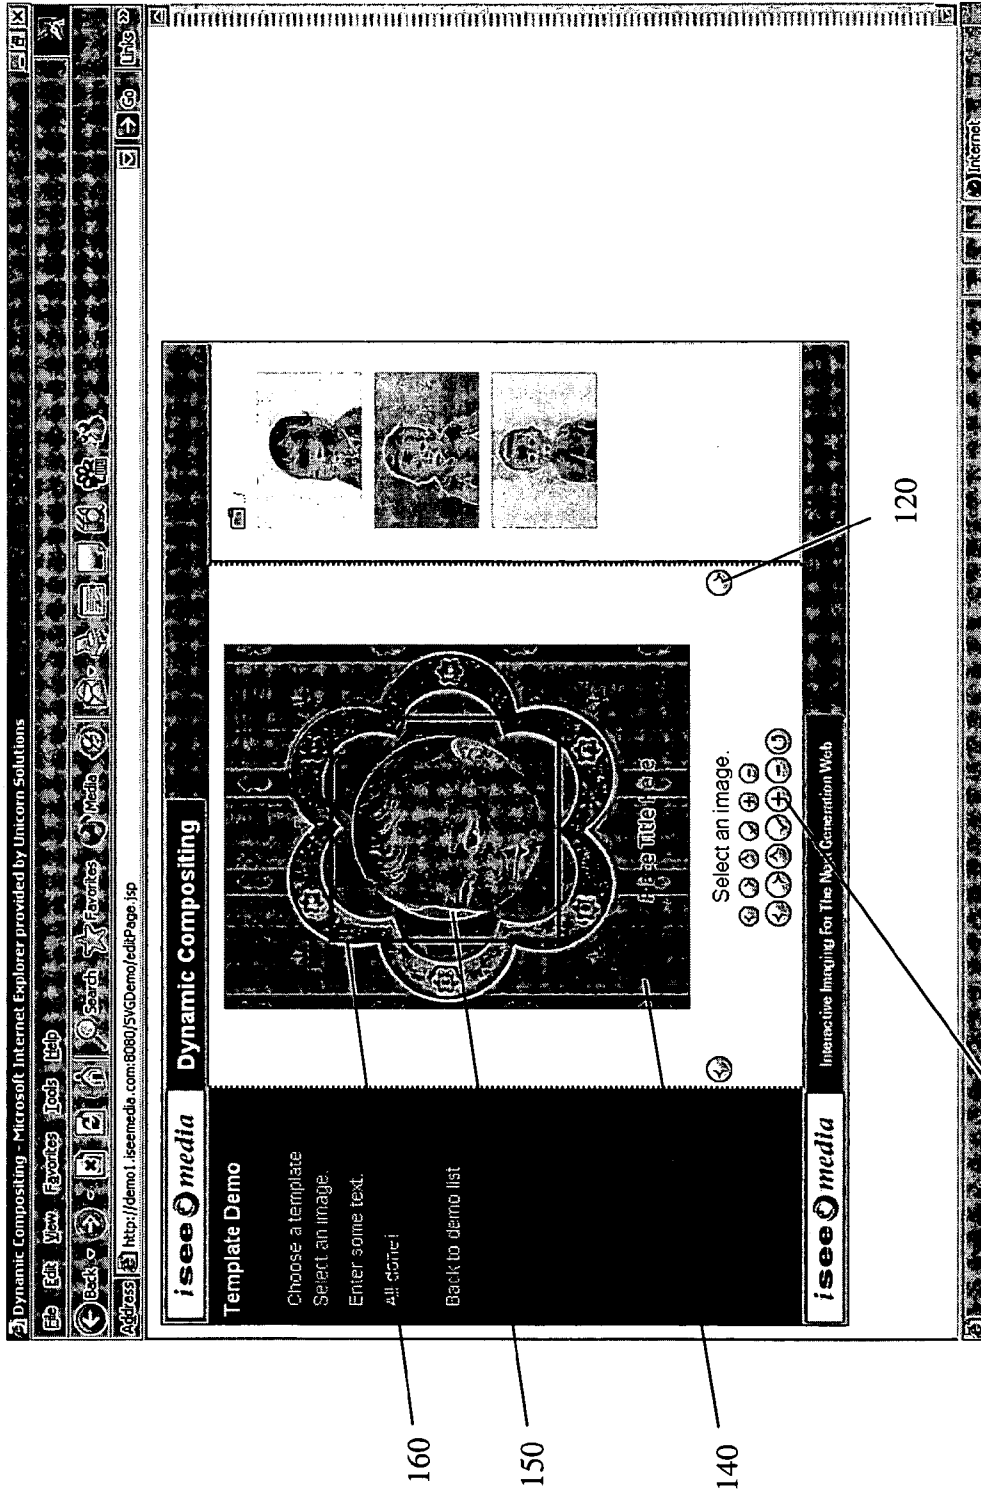 Dynamic Compositing - Microsoft Internet Explorer provided by Unicorn Solutions
File Edit View Favorites Tools Help
Back Search Favorites Media
Address http://demo1.iseemedia.com:8080/SVGDemo/editPage.jsp Go Links
isee media Dynamic Compositing
Template Demo
Choose a template
Select an image.
Enter some text.
All done!
Back to demo list
Place Title Here
Select an image.
isee media Interactive Imaging For The Next Generation Web
Internet
160
150
140
120